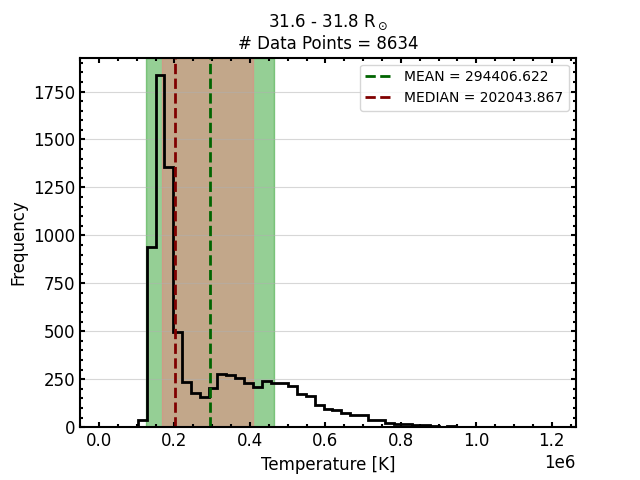 31.6 - 31.8 R⊙
# Data Points = 8634
MEAN = 294406.622
MEDIAN = 202043.867
Frequency
1750
1500
1250
1000
750
500
250
0
0.0 0.2 0.4 0.6 0.8 1.0 1.2
1e6
Temperature [K]